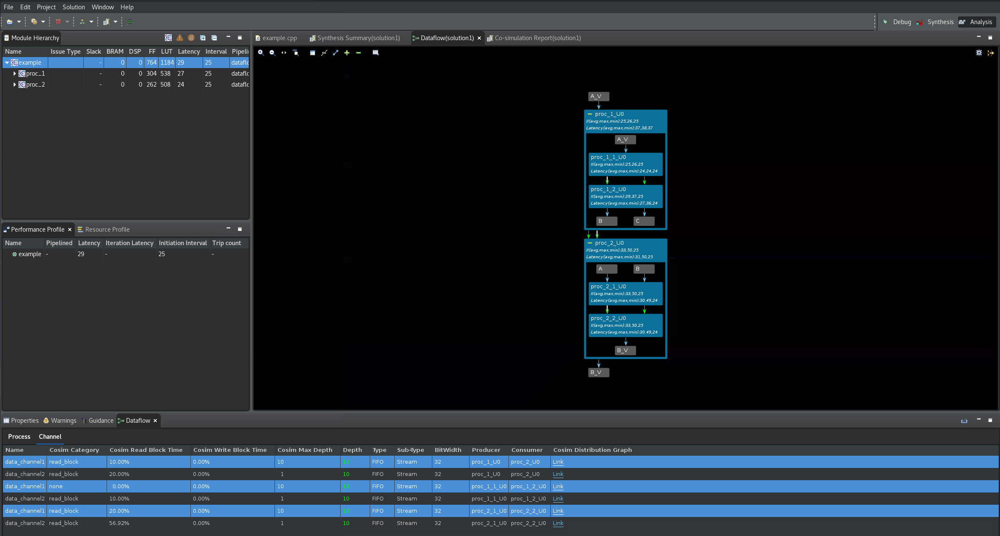 File Edit Project Solution Window Help
Debug Synthesis Analysis
Module Hierarchy
Name Issue Type Slack BRAM DSP FF LUT Latency Interval Pipeli
example - 0 0 764 1184 29 25 dataflc
proc_1 - 0 0 304 538 27 25 dataflc
proc_2 - 0 0 262 508 24 25 dataflc
Performance Profile Resource Profile
Name Pipelined Latency Iteration Latency Initiation Interval Trip count
example - 29 - 25 -
example.cpp Synthesis Summary(solution1) Dataflow(solution1) Co-simulation Report(solution1)
A_V
proc_1_U0
II(avg,max,min):25,26,25
Latency(avg,max,min):37,38,37
A_V
proc_1_1_U0
II(avg,max,min):25,26,25
Latency(avg,max,min):24,24,24
proc_1_2_U0
II(avg,max,min):29,37,25
Latency(avg,max,min):27,36,24
B C
proc_2_U0
II(avg,max,min):33,50,25
Latency(avg,max,min):31,50,25
A B
proc_2_1_U0
II(avg,max,min):33,50,25
Latency(avg,max,min):30,49,24
proc_2_2_U0
II(avg,max,min):33,50,25
Latency(avg,max,min):30,49,24
B_V
B_V
Properties Warnings Guidance Dataflow
Process Channel
Name Cosim Category Cosim Read Block Time Cosim Write Block Time Cosim Max Depth Depth Type Sub-Type BitWidth Producer Consumer Cosim Distribution Graph
data_channel1 read_block 10.00% 0.00% 10 10 FIFO Stream 32 proc_1_U0 proc_2_U0 Link
data_channel2 read_block 20.00% 0.00% 1 10 FIFO Stream 32 proc_1_U0 proc_2_U0 Link
data_channel1 none 0.00% 0.00% 10 10 FIFO Stream 32 proc_1_1_U0 proc_1_2_U0 Link
data_channel2 read_block 10.00% 0.00% 1 10 FIFO Stream 32 proc_1_1_U0 proc_1_2_U0 Link
data_channel1 read_block 20.00% 0.00% 10 10 FIFO Stream 32 proc_2_1_U0 proc_2_2_U0 Link
data_channel2 read_block 56.92% 0.00% 1 10 FIFO Stream 32 proc_2_1_U0 proc_2_2_U0 Link